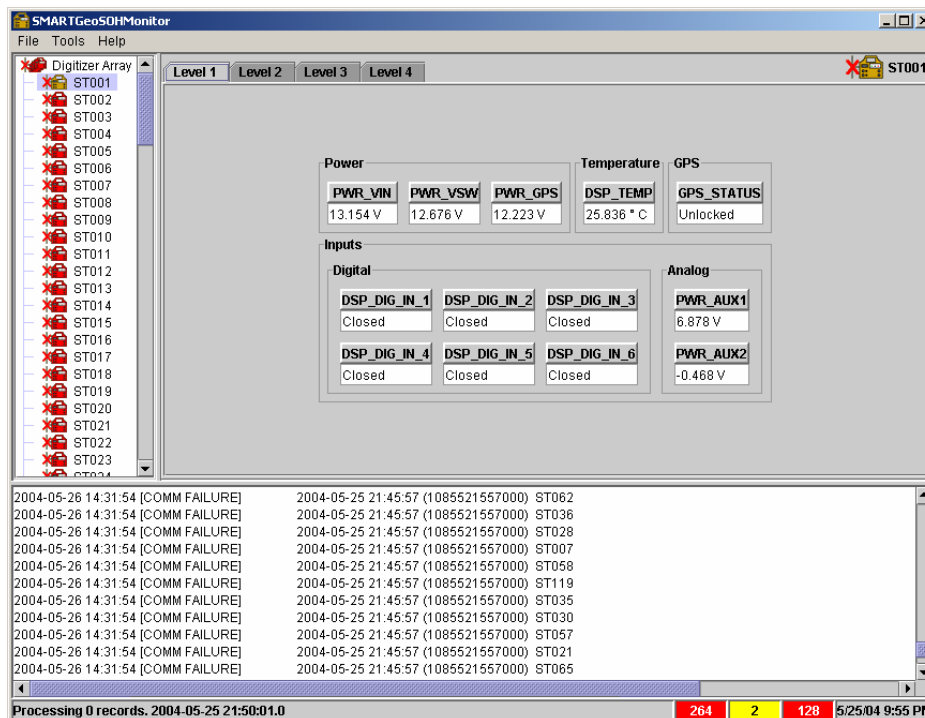 SMARTGeoSOHMonitor
File Tools Help
Digitizer Array
ST001
ST002
ST003
ST004
ST005
ST006
ST007
ST008
ST009
ST010
ST011
ST012
ST013
ST014
ST015
ST016
ST017
ST018
ST019
ST020
ST021
ST022
ST023
ST024
Level 1 Level 2 Level 3 Level 4
ST001
Power
PWR_VIN PWR_VSW PWR_GPS
13.154 V 12.676 V 12.223 V
Temperature
DSP_TEMP
25.836 ° C
GPS
GPS_STATUS
Unlocked
Inputs
Digital
DSP_DIG_IN_1 DSP_DIG_IN_2 DSP_DIG_IN_3
Closed Closed Closed
DSP_DIG_IN_4 DSP_DIG_IN_5 DSP_DIG_IN_6
Closed Closed Closed
Analog
PWR_AUX1
6.878 V
PWR_AUX2
-0.468 V
2004-05-26 14:31:54 [COMM FAILURE] 2004-05-25 21:45:57 (1085521557000) ST062
2004-05-26 14:31:54 [COMM FAILURE] 2004-05-25 21:45:57 (1085521557000) ST036
2004-05-26 14:31:54 [COMM FAILURE] 2004-05-25 21:45:57 (1085521557000) ST028
2004-05-26 14:31:54 [COMM FAILURE] 2004-05-25 21:45:57 (1085521557000) ST007
2004-05-26 14:31:54 [COMM FAILURE] 2004-05-25 21:45:57 (1085521557000) ST058
2004-05-26 14:31:54 [COMM FAILURE] 2004-05-25 21:45:57 (1085521557000) ST119
2004-05-26 14:31:54 [COMM FAILURE] 2004-05-25 21:45:57 (1085521557000) ST035
2004-05-26 14:31:54 [COMM FAILURE] 2004-05-25 21:45:57 (1085521557000) ST030
2004-05-26 14:31:54 [COMM FAILURE] 2004-05-25 21:45:57 (1085521557000) ST057
2004-05-26 14:31:54 [COMM FAILURE] 2004-05-25 21:45:57 (1085521557000) ST021
2004-05-26 14:31:54 [COMM FAILURE] 2004-05-25 21:45:57 (1085521557000) ST065
Processing 0 records. 2004-05-25 21:50:01.0 264 2 128 5/25/04 9:55 PM